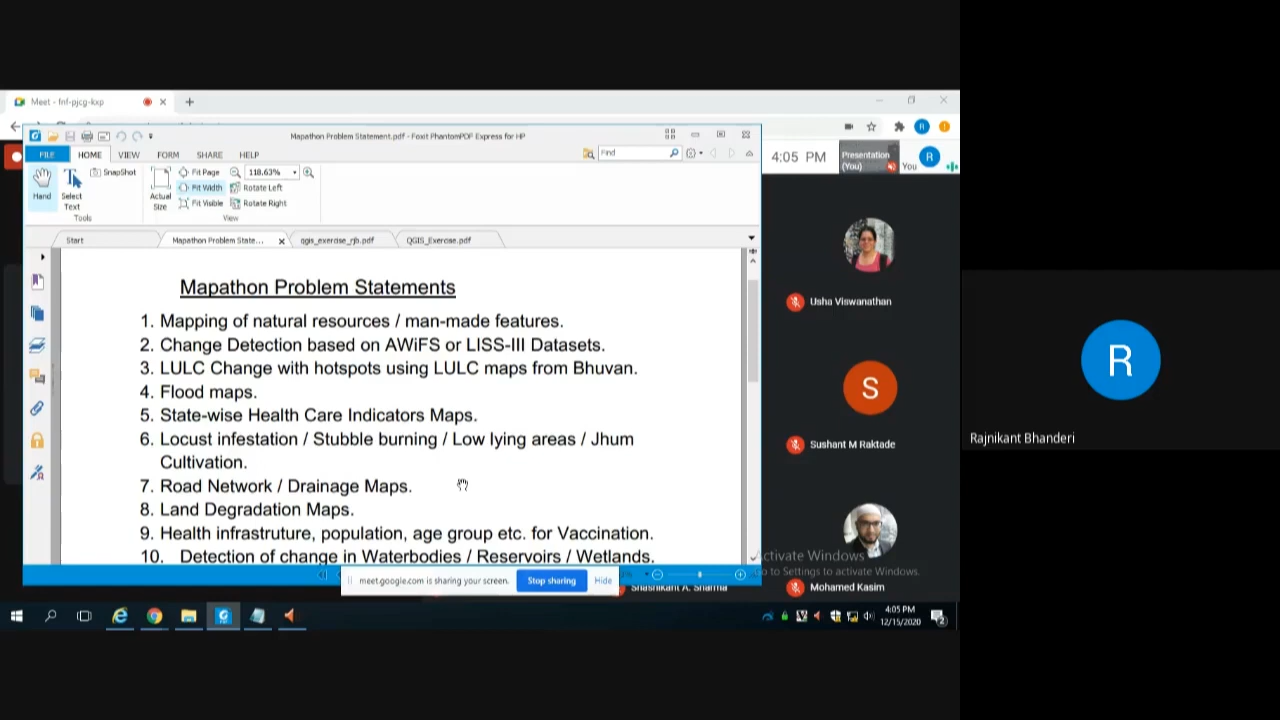 Meet - fnf-pjcg-kxp
Mapathon Problem Statement.pdf - Foxit PhantomPDF Express for HP
FILE HOME VIEW FORM SHARE HELP
Find
4:05 PM
Presentation
(You)
You
R
Hand
Select
Text
SnapShot
Tools
Actual
Size
Fit Page
Fit Width
Fit Visible
118.63%
Rotate Left
Rotate Right
View
Start
Mapathon Problem State...
qgis_exercise_rjb.pdf
QGIS_Exercise.pdf
Mapathon Problem Statements
1. Mapping of natural resources / man-made features.
2. Change Detection based on AWiFS or LISS-III Datasets.
3. LULC Change with hotspots using LULC maps from Bhuvan.
4. Flood maps.
5. State-wise Health Care Indicators Maps.
6. Locust infestation / Stubble burning / Low lying areas / Jhum
Cultivation.
7. Road Network / Drainage Maps.
8. Land Degradation Maps.
9. Health infrastruture, population, age group etc. for Vaccination.
10. Detection of change in Waterbodies / Reservoirs / Wetlands.
meet.google.com is sharing your screen.
Stop sharing
Hide
Usha Viswanathan
S
Sushant M Raktade
Activate Windows
Go to Settings to activate Windows.
Mohamed Kasim
Shashikant A. Sharma
4:05 PM
12/15/2020
R
Rajnikant Bhanderi